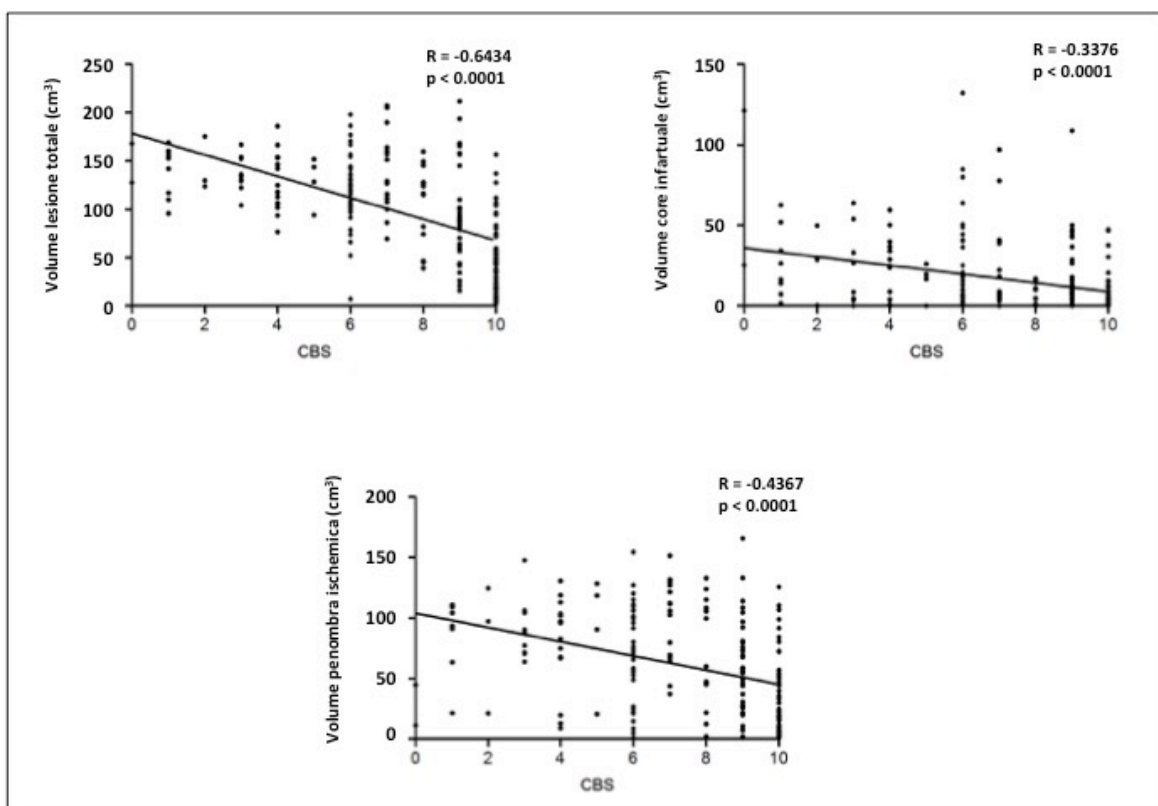 R = -0.6434
p < 0.0001
Volume lesione totale (cm³)
250
200
150
100
50
0
0 2 4 6 8 10
CBS
R = -0.3376
p < 0.0001
Volume core infartuale (cm³)
150
100
50
0
0 2 4 6 8 10
CBS
R = -0.4367
p < 0.0001
Volume penombra ischemica (cm³)
200
150
100
50
0
0 2 4 6 8 10
CBS